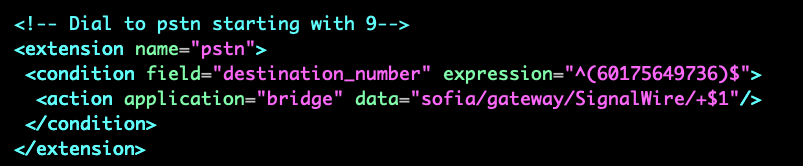 <!-- Dial to pstn starting with 9-->
<extension name="pstn">
<condition field="destination_number" expression="^(60175649736)$">
<action application="bridge" data="sofia/gateway/SignalWire/+$1"/>
</condition>
</extension>